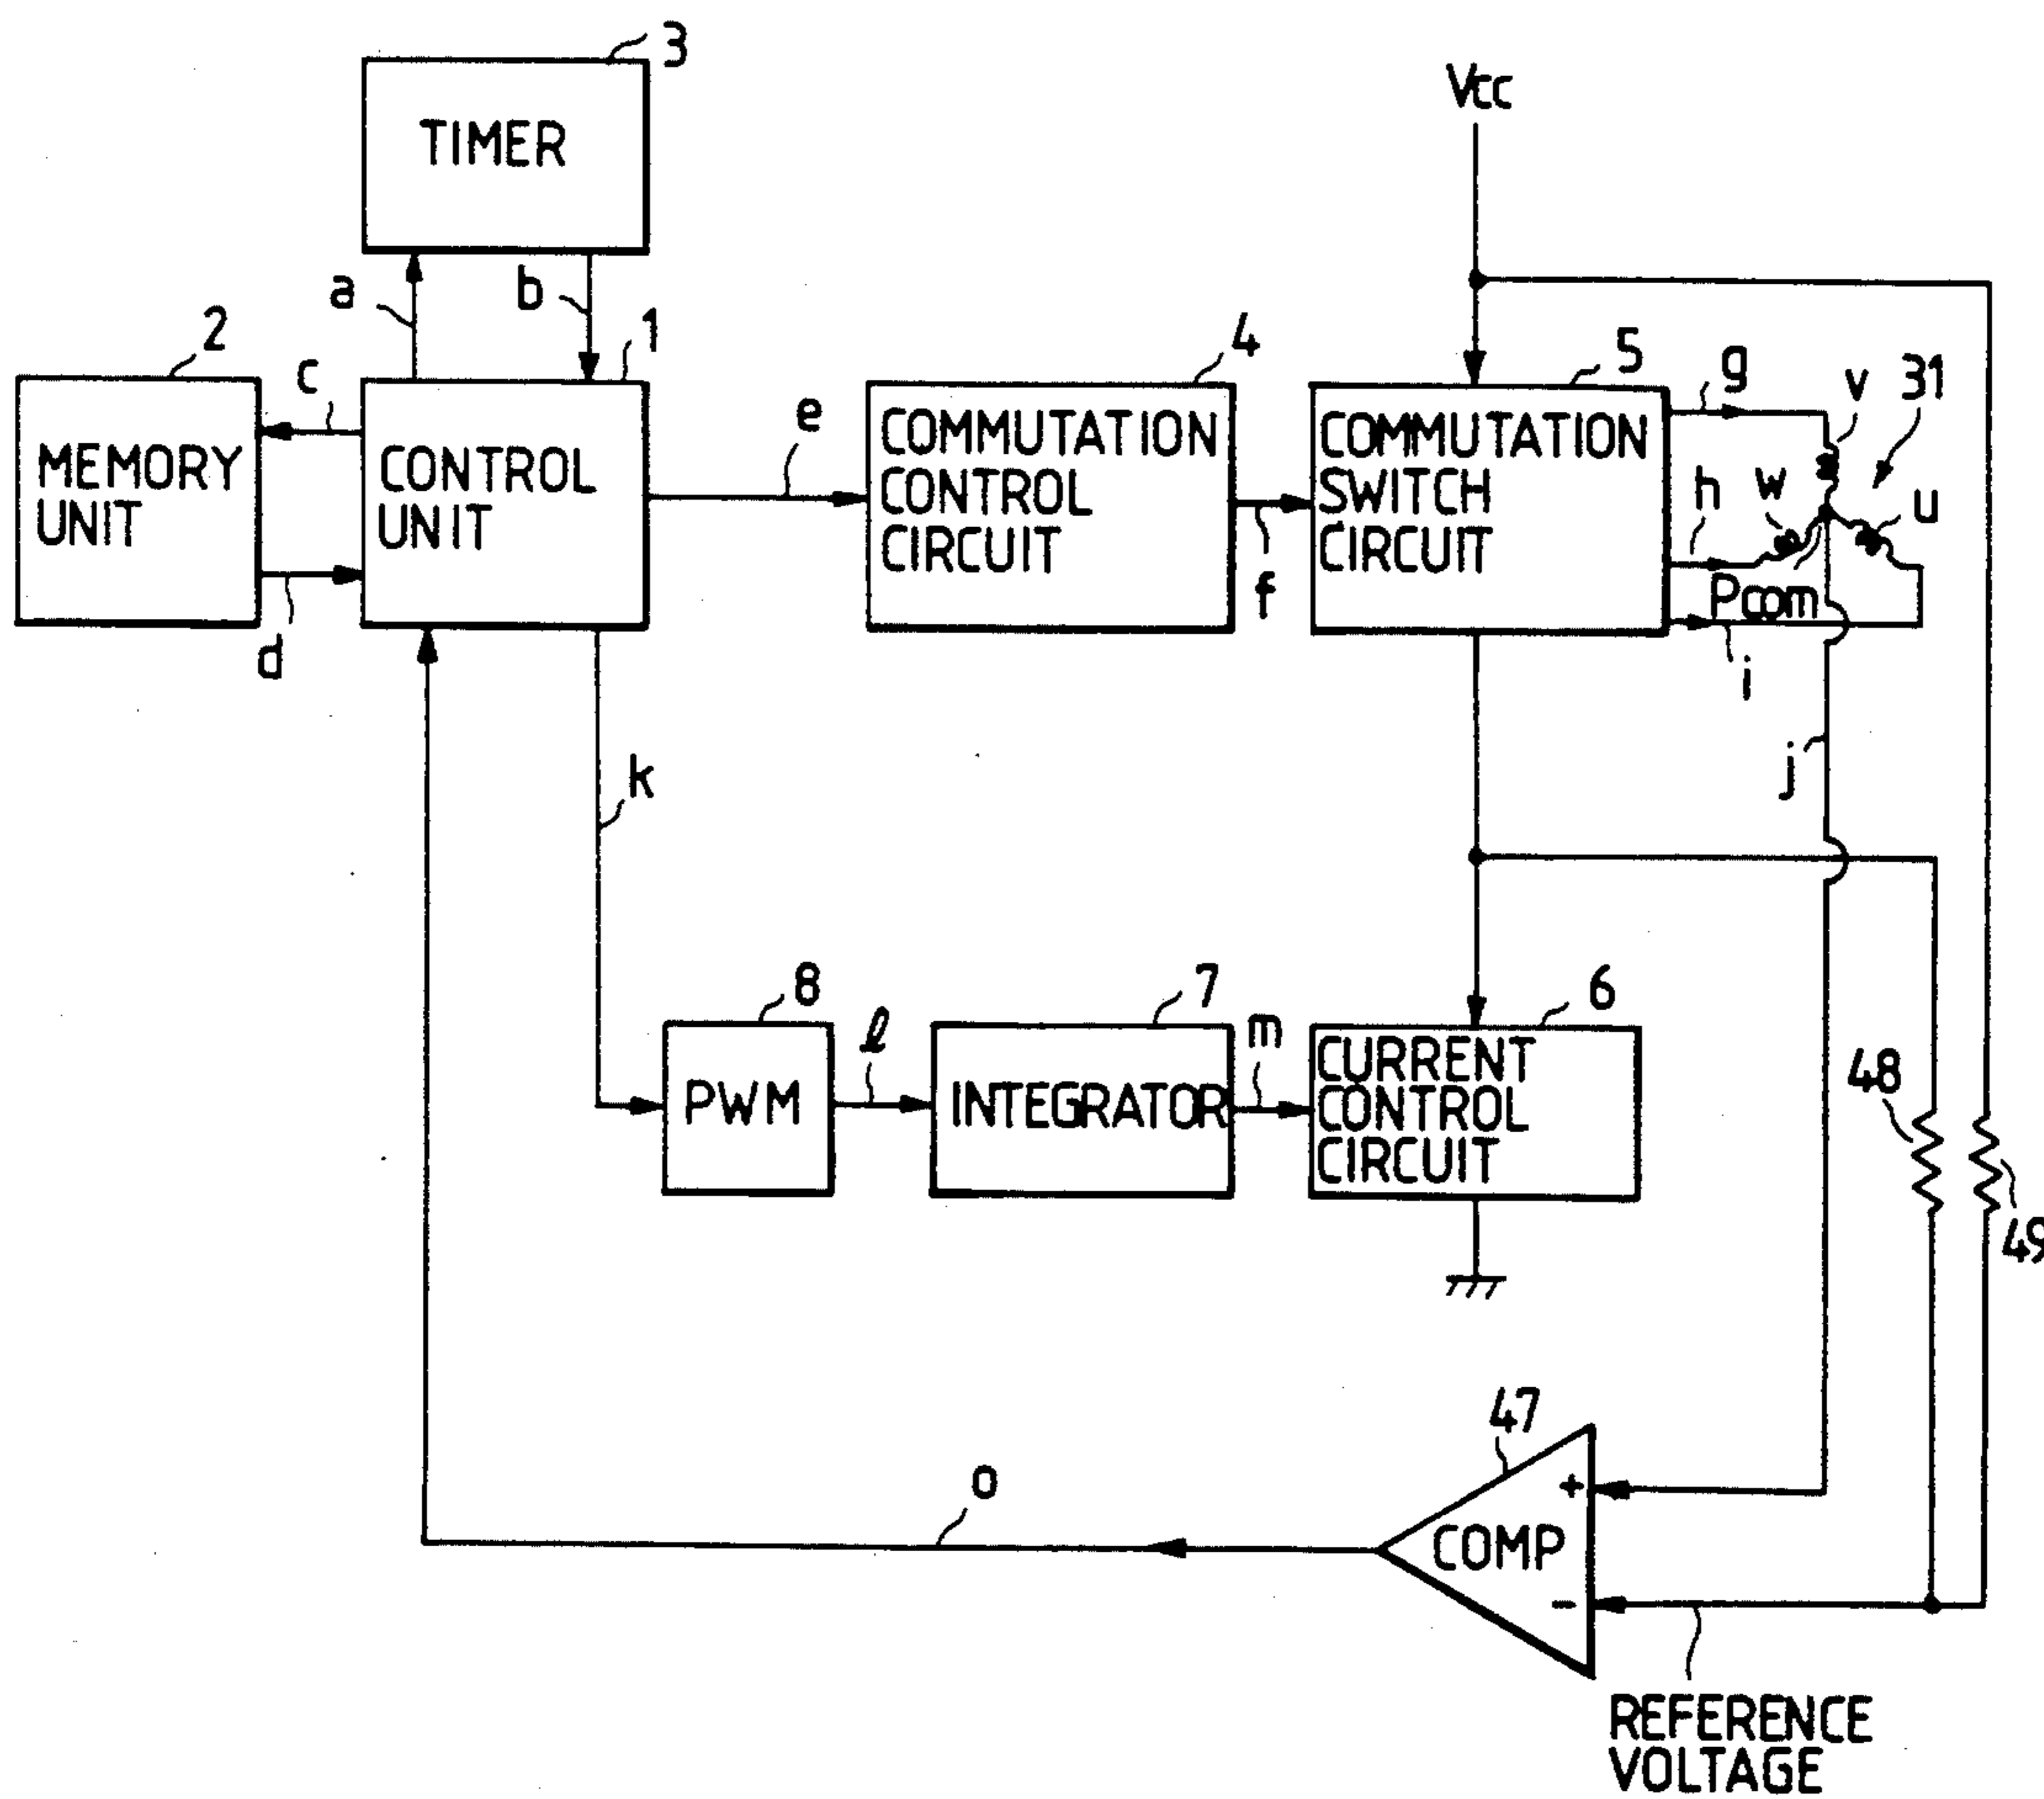 3
TIMER
Vcc
a
b
2
c
1
4
5
g
v
31
MEMORY
UNIT
CONTROL
UNIT
e
COMMUTATION
CONTROL
CIRCUIT
COMMUTATION
SWITCH
CIRCUIT
h
w
u
d
f
Pcom
i
k
j
8
l
7
m
6
PWM
INTEGRATOR
CURRENT
CONTROL
CIRCUIT
48
49
47
o
+
COMP
-
REFERENCE
VOLTAGE